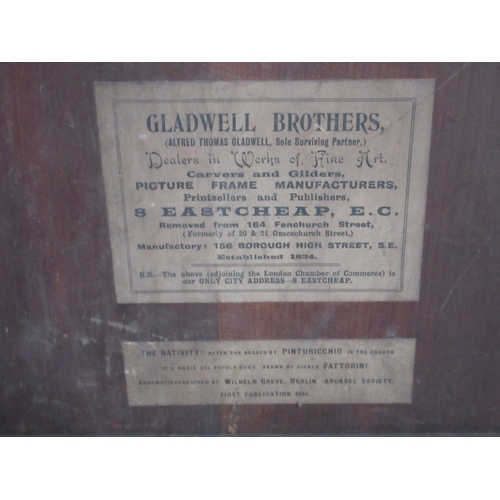 GLADWELL BROTHERS,
(ALFRED THOMAS GLADWELL, Sole Surviving Partner,)
Dealers in Works of Fine Art,
Carvers and Gilders,
PICTURE FRAME MANUFACTURERS,
Printsellers and Publishers,
8 EASTCHEAP, E.C.
Removed from 164 Fenchurch Street,
(Formerly of 20 & 21 Gracechurch Street,)
Manufactory: 156 BOROUGH HIGH STREET, S.E.
Established 1834.
N.B.—The above (adjoining the London Chamber of Commerce) is
our ONLY CITY ADDRESS—8 EASTCHEAP.
"THE NATIVITY" AFTER THE FRESCO BY PINTURICCHIO IN THE CHURCH
OF S. MARIA DEL POPOLO ROME. DRAWN BY SIGNOR FATTORINI
CHROMOLITHOGRAPHED BY WILHELM GREVE, BERLIN. ARUNDEL SOCIETY.
FIRST PUBLICATION